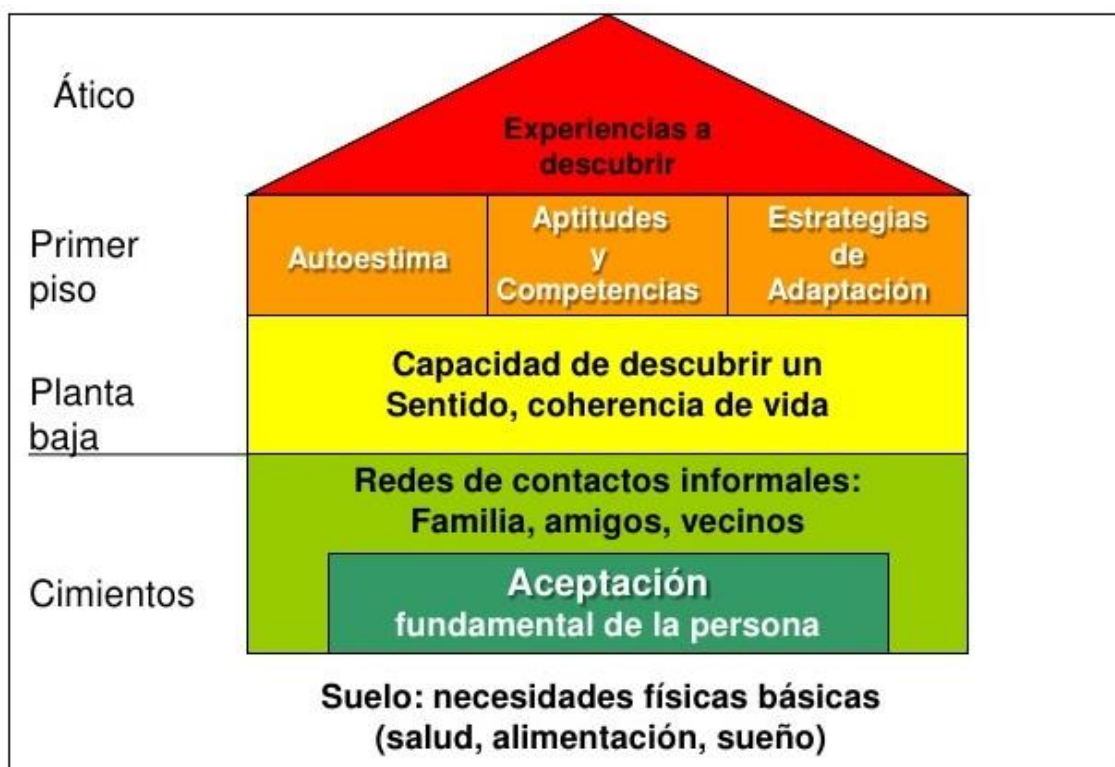 Ático
Experiencias a
descubrir
Primer
piso
Autoestima
Aptitudes
y
Competencias
Estrategias
de
Adaptación
Planta
baja
Capacidad de descubrir un
Sentido, coherencia de vida
Redes de contactos informales:
Familia, amigos, vecinos
Cimientos
Aceptación
fundamental de la persona
Suelo: necesidades físicas básicas
(salud, alimentación, sueño)